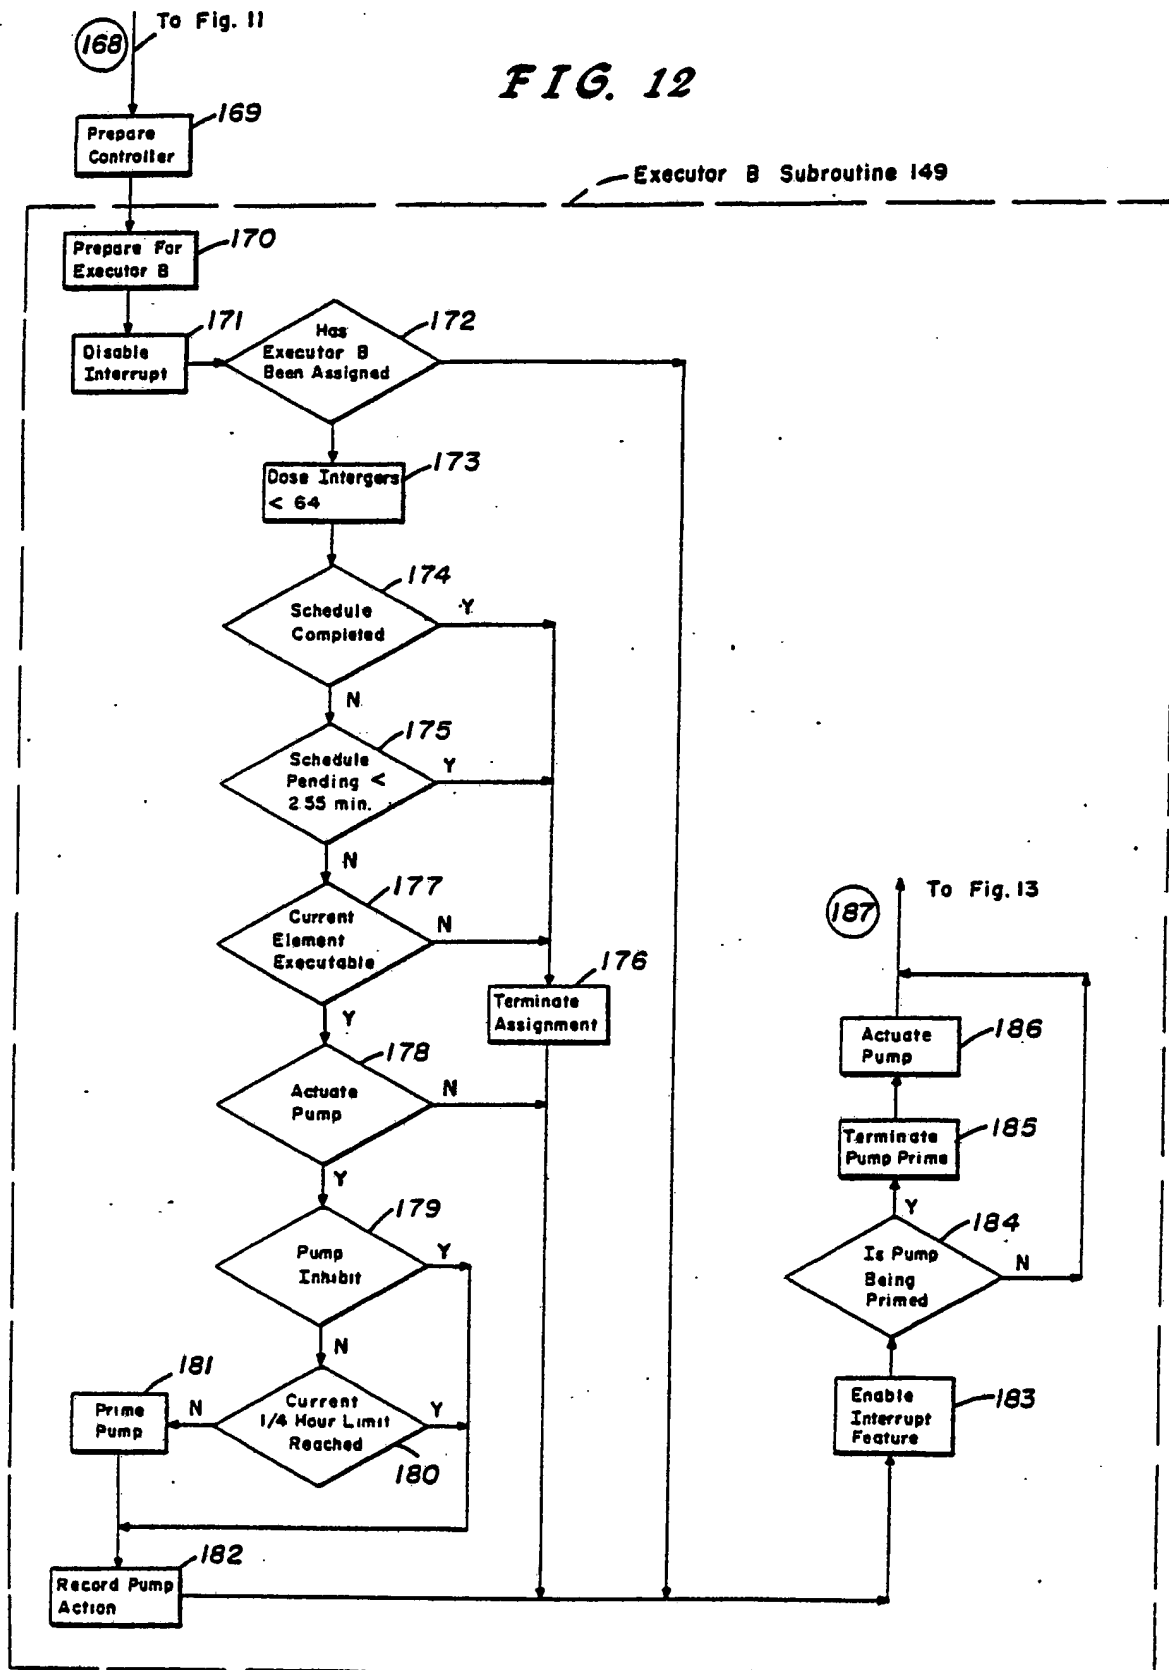 To Fig. 11
168
FIG. 12
169
Prepare
Controller
Executor B Subroutine 149
170
Prepare For
Executor B
171
Disable
Interrupt
172
Has
Executor B
Been Assigned
173
Dose Intergers
< 64
174
Schedule
Completed
Y
N
175
Schedule
Pending <
2.55 min.
Y
N
177
Current
Element
Executable
N
Y
176
Terminate
Assignment
178
Actuate
Pump
N
Y
179
Pump
Inhibit
Y
N
181
Prime
Pump
N
Current
1/4 Hour Limit
Reached
Y
180
182
Record Pump
Action
To Fig. 13
187
186
Actuate
Pump
185
Terminate
Pump Prime
Y
184
Is Pump
Being
Primed
N
183
Enable
Interrupt
Feature